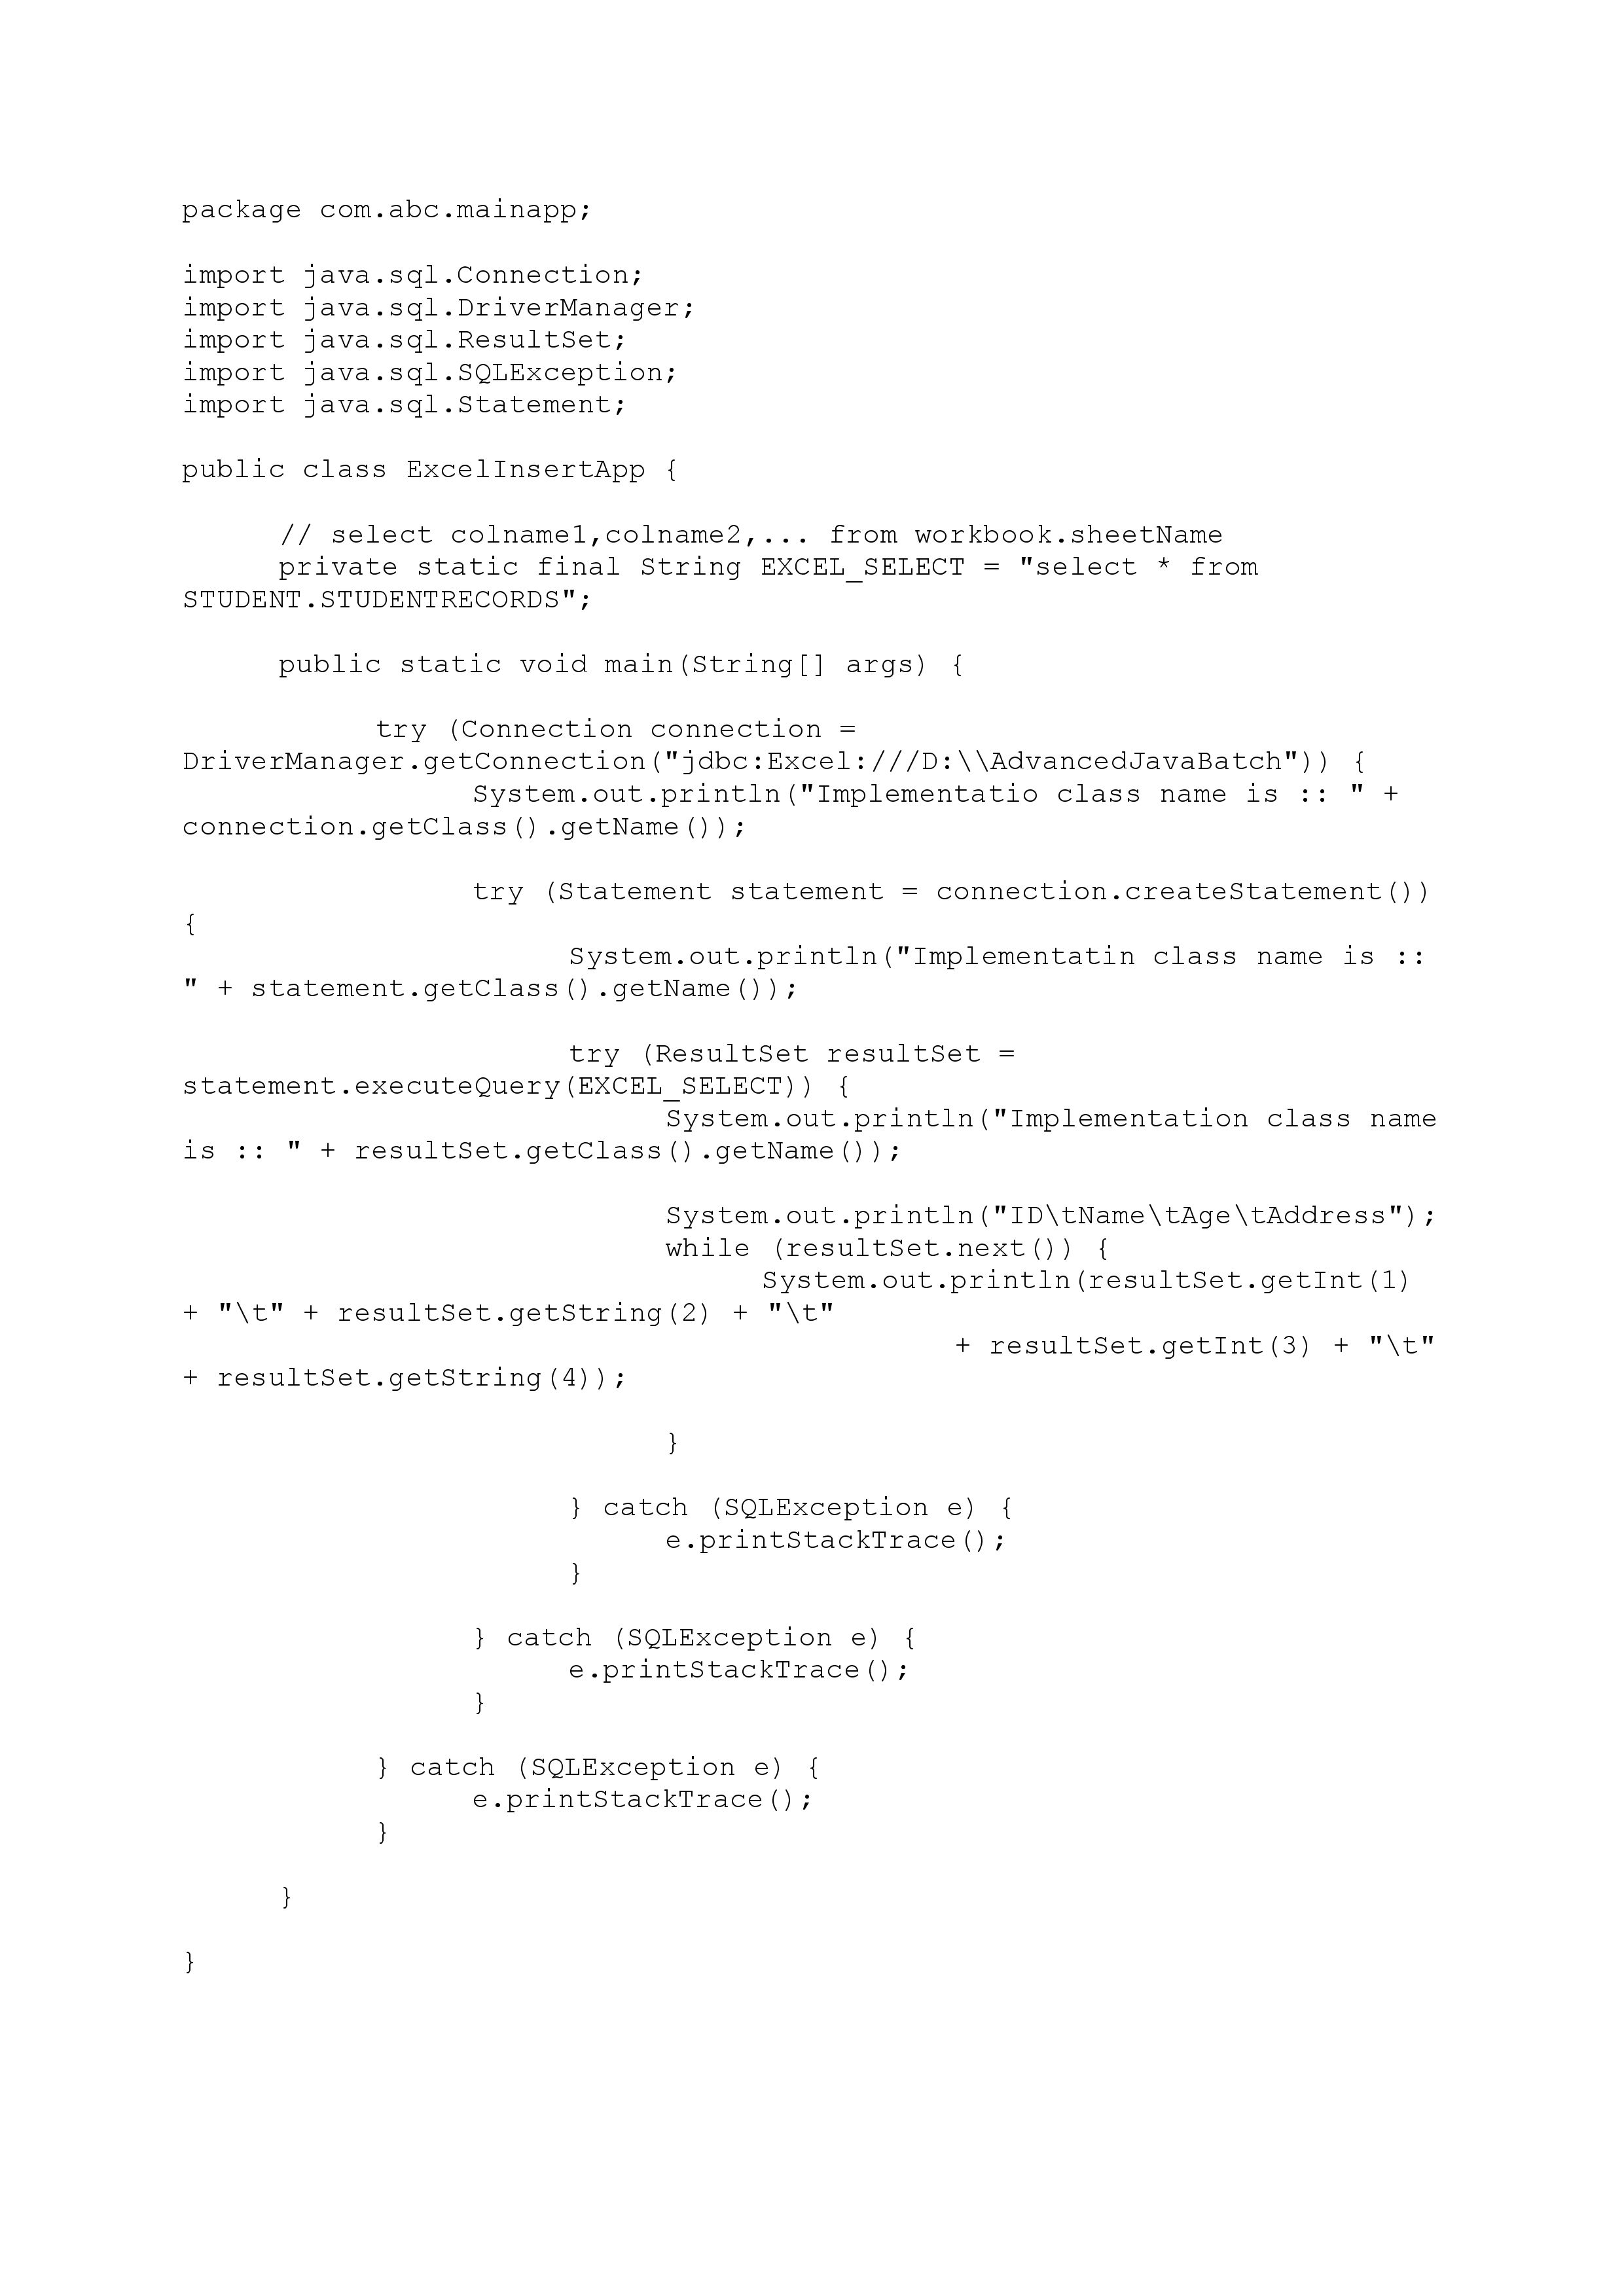 package com.abc.mainapp;

import java.sql.Connection;
import java.sql.DriverManager;
import java.sql.ResultSet;
import java.sql.SQLException;
import java.sql.Statement;

public class ExcelInsertApp {

      // select colname1,colname2,... from workbook.sheetName
      private static final String EXCEL_SELECT = "select * from
STUDENT.STUDENTRECORDS";

      public static void main(String[] args) {

            try (Connection connection =
DriverManager.getConnection("jdbc:Excel:///D:\\AdvancedJavaBatch")) {
                  System.out.println("Implementatio class name is :: " +
connection.getClass().getName());

                  try (Statement statement = connection.createStatement())
{
                        System.out.println("Implementatin class name is ::
" + statement.getClass().getName());

                        try (ResultSet resultSet =
statement.executeQuery(EXCEL_SELECT)) {
                              System.out.println("Implementation class name
is :: " + resultSet.getClass().getName());

                              System.out.println("ID\tName\tAge\tAddress");
                              while (resultSet.next()) {
                                    System.out.println(resultSet.getInt(1)
+ "\t" + resultSet.getString(2) + "\t"
                                                + resultSet.getInt(3) + "\t"
+ resultSet.getString(4));

                              }

                        } catch (SQLException e) {
                              e.printStackTrace();
                        }

                  } catch (SQLException e) {
                        e.printStackTrace();
                  }

            } catch (SQLException e) {
                  e.printStackTrace();
            }

      }

}